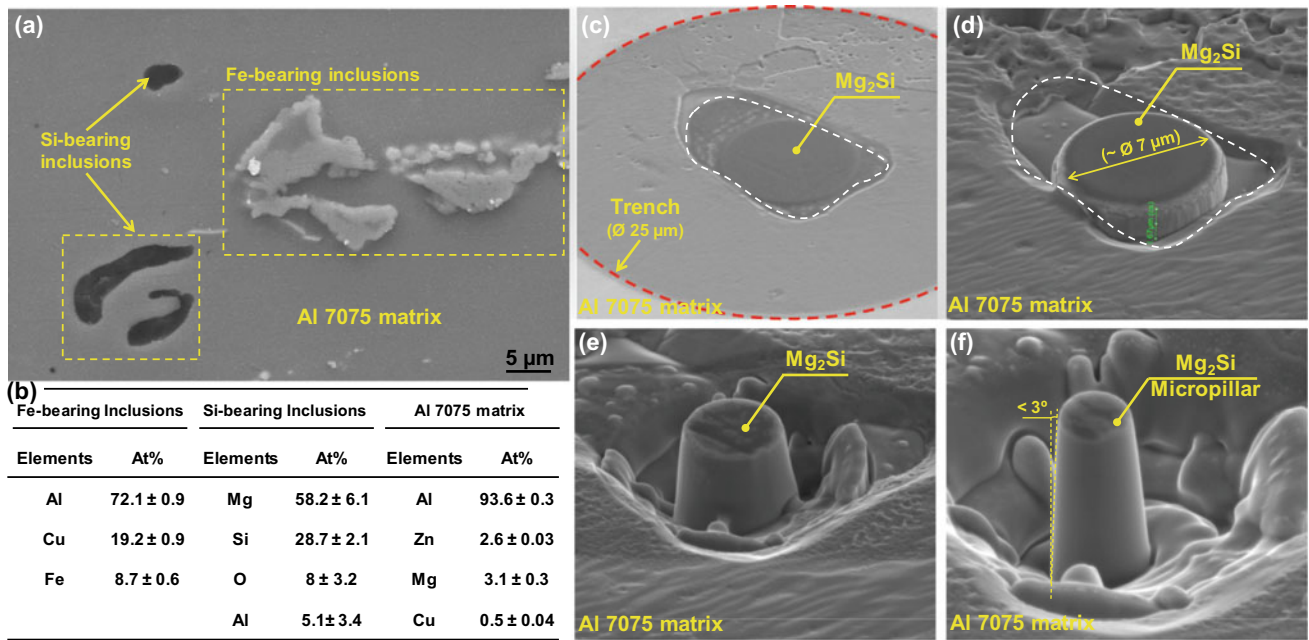 (a)
Fe-bearing inclusions
Si-bearing
inclusions
Al 7075 matrix
5 µm
(b)
Fe-bearing Inclusions Si-bearing Inclusions Al 7075 matrix
Elements At% Elements At% Elements At%
Al 72.1 ± 0.9 Mg 58.2 ± 6.1 Al 93.6 ± 0.3
Cu 19.2 ± 0.9 Si 28.7 ± 2.1 Zn 2.6 ± 0.03
Fe 8.7 ± 0.6 O 8 ± 3.2 Mg 3.1 ± 0.3
Al 5.1± 3.4 Cu 0.5 ± 0.04
(c)
Mg₂Si
Trench
(Ø 25 µm)
Al 7075 matrix
(d)
Mg₂Si
(~ Ø 7 µm)
Al 7075 matrix
(e)
Mg₂Si
(f)
Mg₂Si
Micropillar
< 3º
Al 7075 matrix